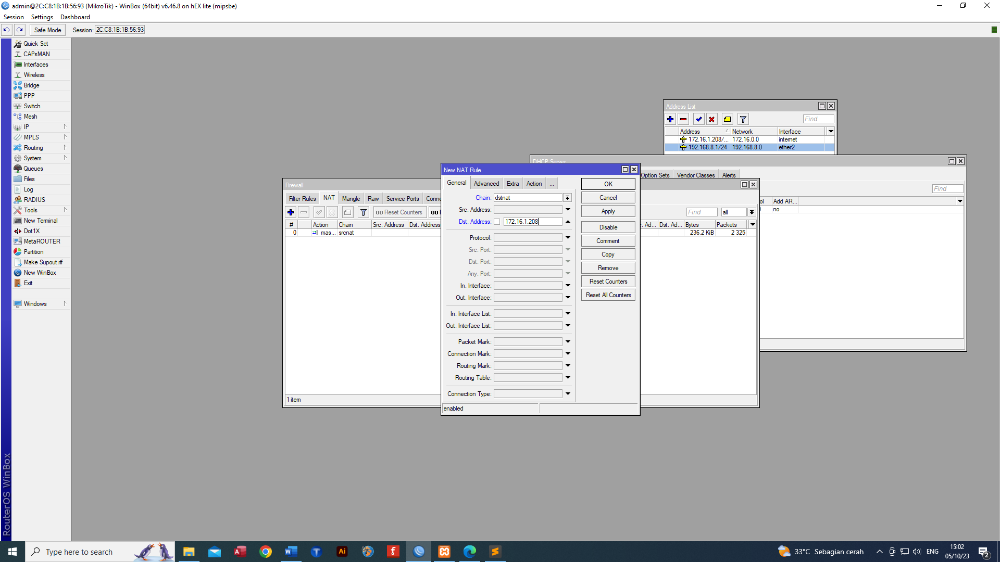 admin@2C:C8:1B:1B:56:93 (MikroTik) - WinBox (64bit) v6.46.8 on hEX lite (mipsbe)
Session Settings Dashboard
Safe Mode Session: 2C:C8:1B:1B:56:93
Quick Set
CAPsMAN
Interfaces
Wireless
Bridge
PPP
Switch
Mesh
IP
MPLS
Routing
System
Queues
Files
Log
RADIUS
Tools
New Terminal
Dot1X
MetaROUTER
Partition
Make Supout.rif
New WinBox
Exit
Windows
RouterOS WinBox
Address List
Find
Address Network Interface
172.16.1.208/... 172.16.0.0 internet
192.168.8.1/24 192.168.8.0 ether2
DHCP Server
Option Sets Vendor Classes Alerts
Find
Add AR...
no
Firewall
Filter Rules NAT Mangle Raw Service Ports Conne
Reset Counters
Find all
# Action Chain Src. Address Dst. Address Ad... Dst. Ad... Bytes Packets
0 mas... srcnat 236.2 KiB 2 325
1 item
New NAT Rule
General Advanced Extra Action ...
Chain: dstnat
Src. Address:
Dst. Address: 172.16.1.208
Protocol:
Src. Port:
Dst. Port:
Any. Port:
In. Interface:
Out. Interface:
In. Interface List:
Out. Interface List:
Packet Mark:
Connection Mark:
Routing Mark:
Routing Table:
Connection Type:
enabled
OK
Cancel
Apply
Disable
Comment
Copy
Remove
Reset Counters
Reset All Counters
Type here to search
33°C Sebagian cerah
ENG
15:02
05/10/23
2